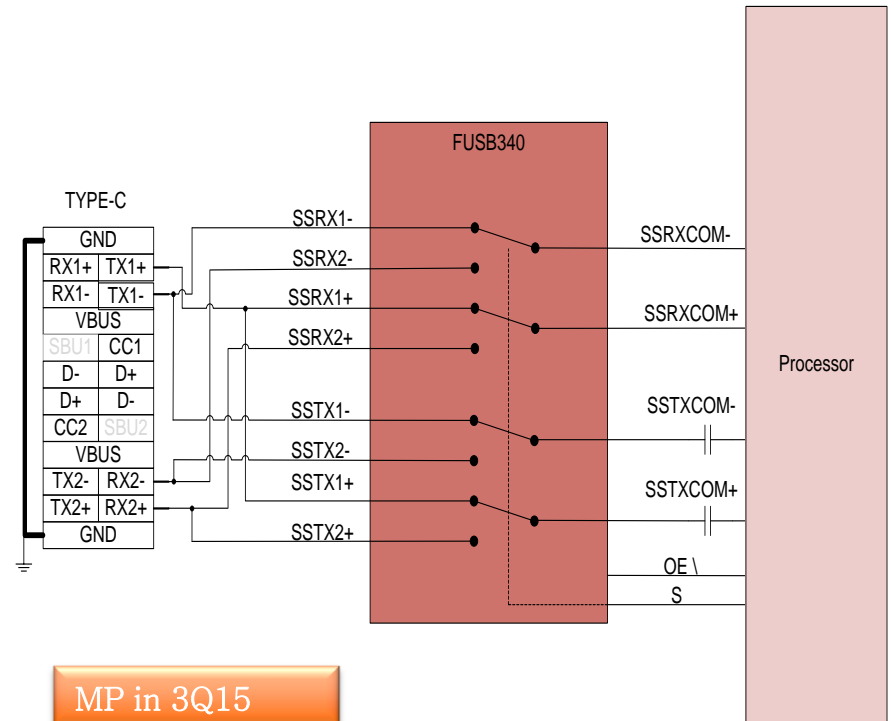 FUSB340
TYPE-C
GND
RX1+ TX1+
RX1- TX1-
VBUS
SBU1 CC1
D- D+
D+ D-
CC2 SBU2
VBUS
TX2- RX2-
TX2+ RX2+
GND
SSRX1-
SSRX2-
SSRX1+
SSRX2+
SSTX1-
SSTX2-
SSTX1+
SSTX2+
SSRXCOM-
SSRXCOM+
SSTXCOM-
SSTXCOM+
OE \
S
Processor
MP in 3Q15